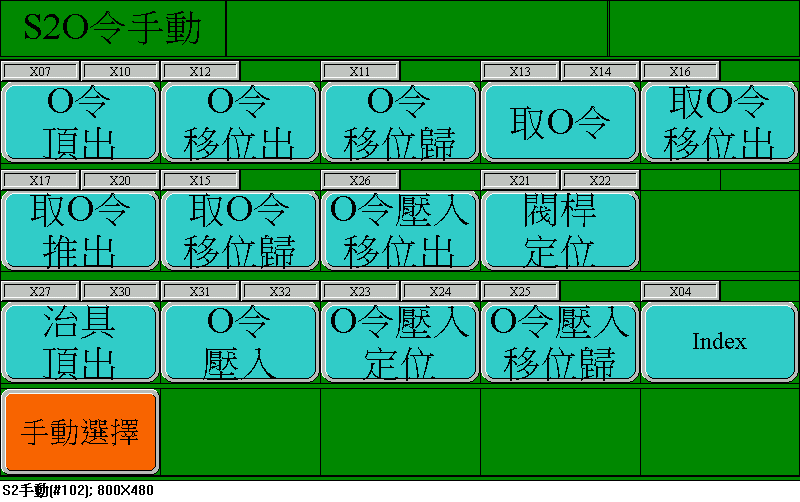 S2O令手動
X07 X10 X12 X11 X13 X14 X16
O令 O令 O令 取O令 取O令
頂出 移位出 移位歸 移位出
X17 X20 X15 X26 X21 X22
取O令 取O令 O令壓入 閥桿
推出 移位歸 移位出 定位
X27 X30 X31 X32 X23 X24 X25 X04
治具 O令 O令壓入 O令壓入 Index
頂出 壓入 定位 移位歸
手動選擇
S2手動(#102); 800X480